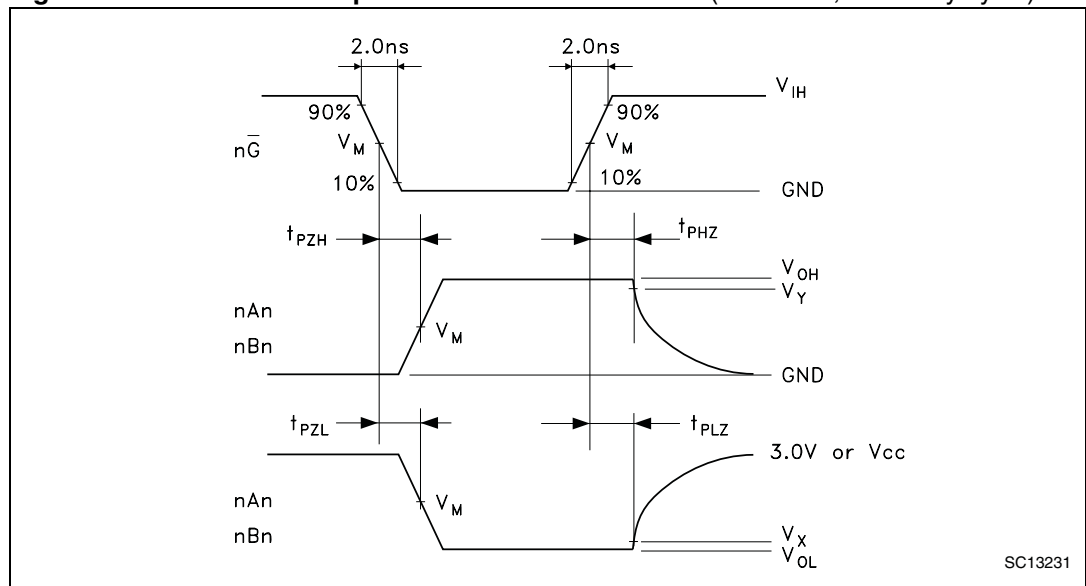 2.0ns 2.0ns
V_IH
90% 90%
nG̅ V_M V_M
10% 10%
GND
t_PZH t_PHZ
V_OH
V_Y
nAn
V_M
nBn
GND
t_PZL t_PLZ
3.0V or Vcc
nAn
V_M
nBn
V_X
V_OL
SC13231